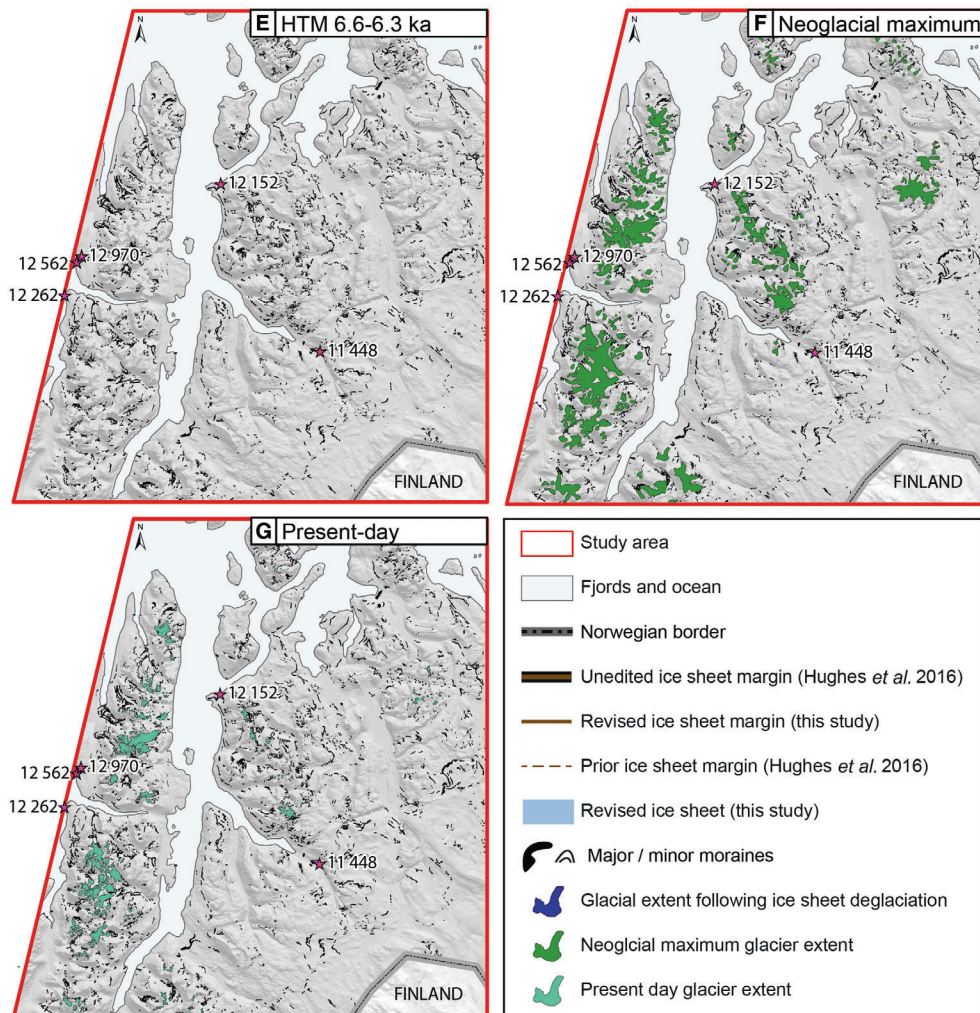 N
E HTM 6.6-6.3 ka
12 152
12 970
12 562
12 262
11 448
FINLAND
N
F Neoglacial maximum
12 152
12 970
12 562
12 262
11 448
FINLAND
N
G Present-day
12 152
12 970
12 562
12 262
11 448
FINLAND
Study area
Fjords and ocean
Norwegian border
Unedited ice sheet margin (Hughes et al. 2016)
Revised ice sheet margin (this study)
Prior ice sheet margin (Hughes et al. 2016)
Revised ice sheet (this study)
Major / minor moraines
Glacial extent following ice sheet deglaciation
Neoglcial maximum glacier extent
Present day glacier extent